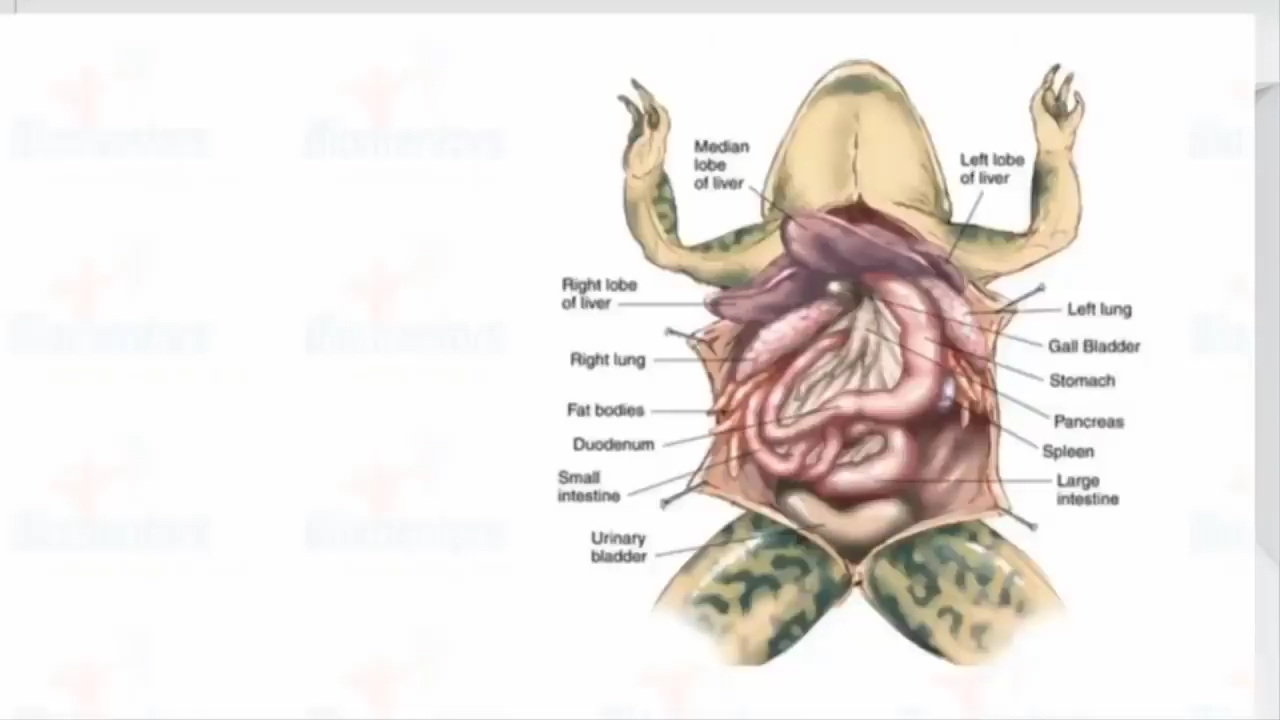 Median
lobe
of liver
Left lobe
of liver
Right lobe
of liver
Left lung
Gall Bladder
Right lung
Stomach
Fat bodies
Pancreas
Duodenum
Spleen
Small
intestine
Large
intestine
Urinary
bladder